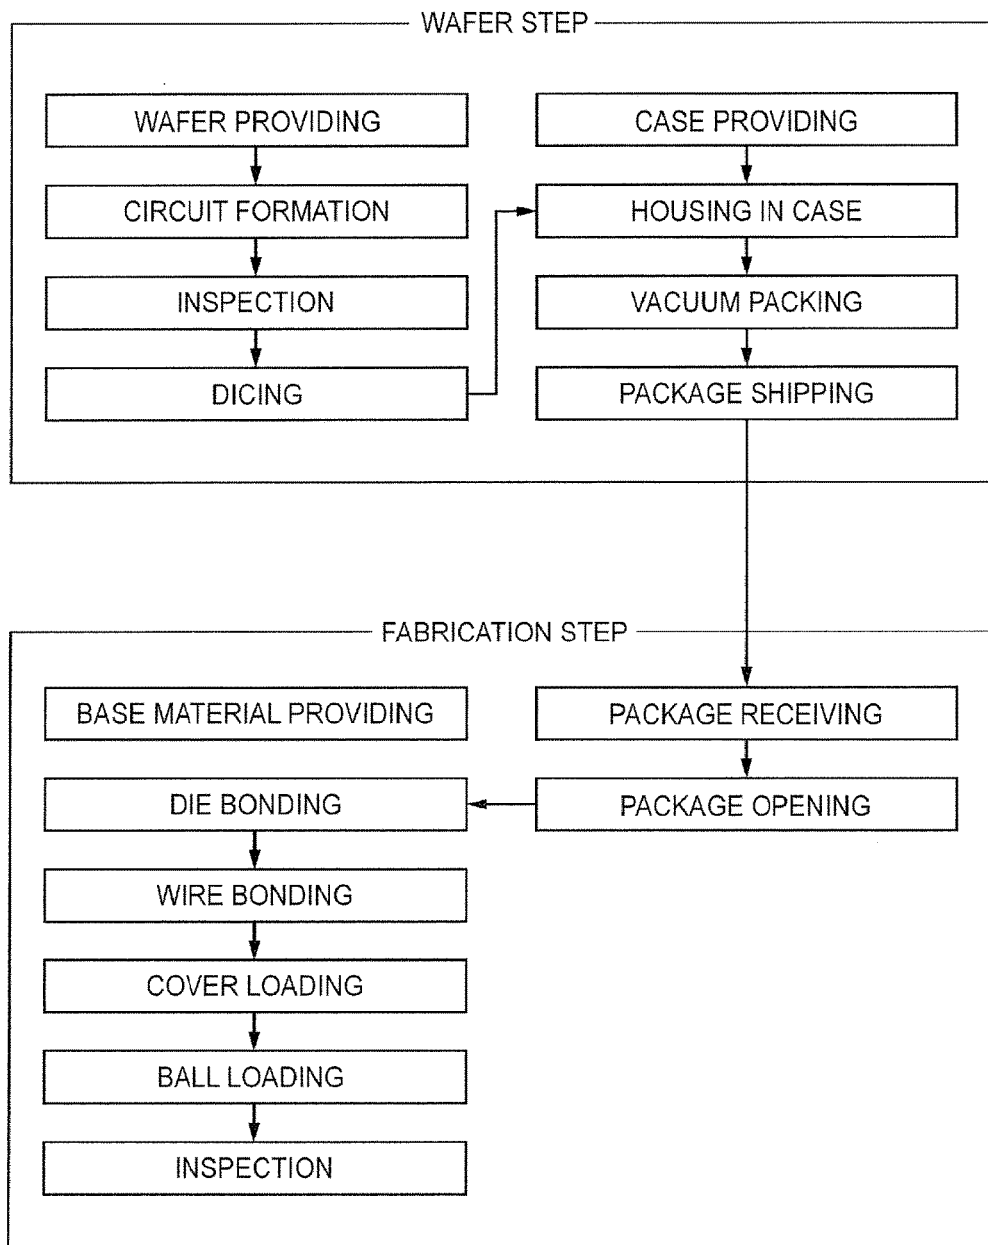 WAFER STEP
WAFER PROVIDING
CIRCUIT FORMATION
INSPECTION
DICING
CASE PROVIDING
HOUSING IN CASE
VACUUM PACKING
PACKAGE SHIPPING
FABRICATION STEP
BASE MATERIAL PROVIDING
PACKAGE RECEIVING
PACKAGE OPENING
DIE BONDING
WIRE BONDING
COVER LOADING
BALL LOADING
INSPECTION